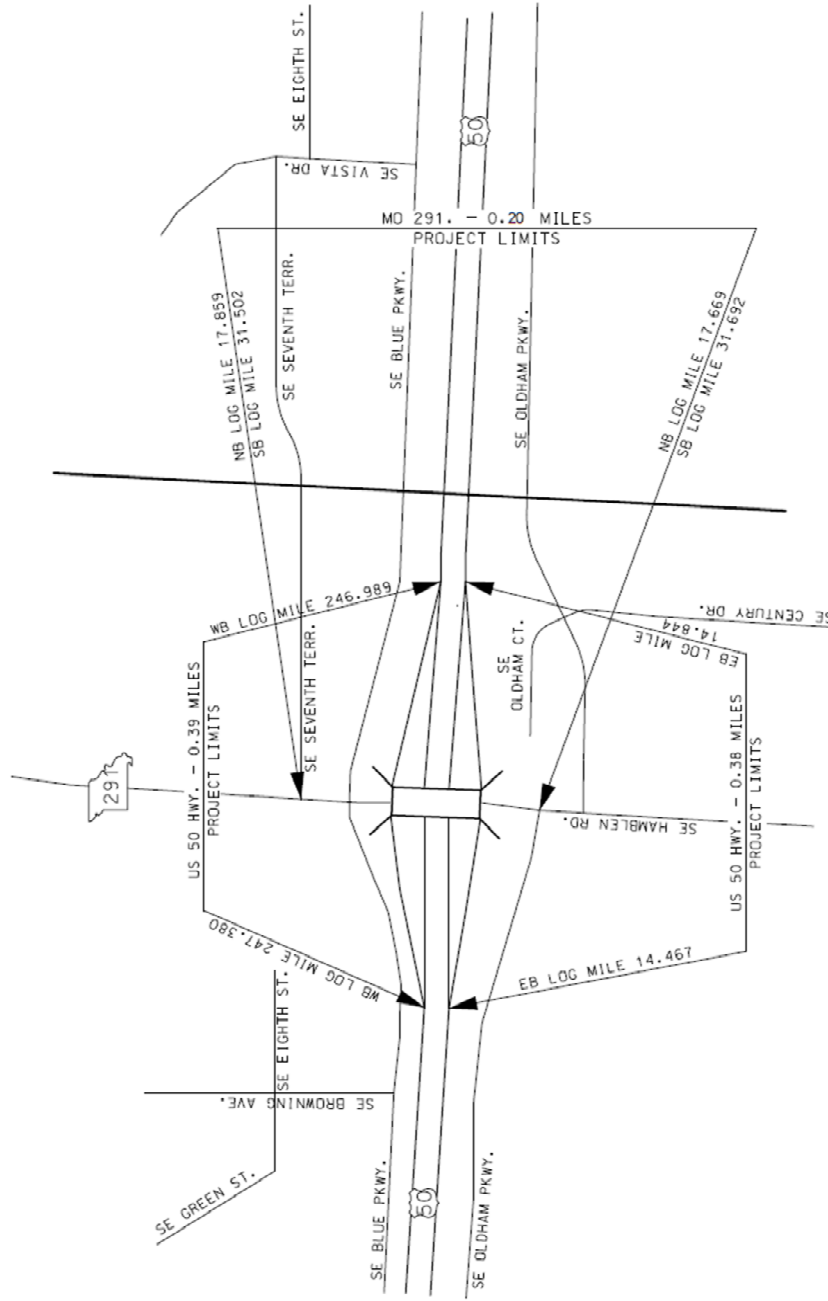 SE EIGHTH ST.
SE VISTA DR.
50
MO 291. - 0.20 MILES
PROJECT LIMITS
NB LOG MILE 17.859
SB LOG MILE 31.502
SE SEVENTH TERR.
SE BLUE PKWY.
SE OLDHAM PKWY.
NB LOG MILE 17.669
SB LOG MILE 31.692
WB LOG MILE 246.989
SE CENTURY DR.
EB LOG MILE
14.844
SE
OLDHAM CT.
SE SEVENTH TERR.
US 50 HWY. - 0.39 MILES
PROJECT LIMITS
291
SE HAMBLEN RD.
US 50 HWY. - 0.38 MILES
PROJECT LIMITS
WB LOG MILE 247.380
EB LOG MILE 14.467
SE EIGHTH ST.
SE BROWNING AVE.
SE GREEN ST.
SE BLUE PKWY.
50
SE OLDHAM PKWY.